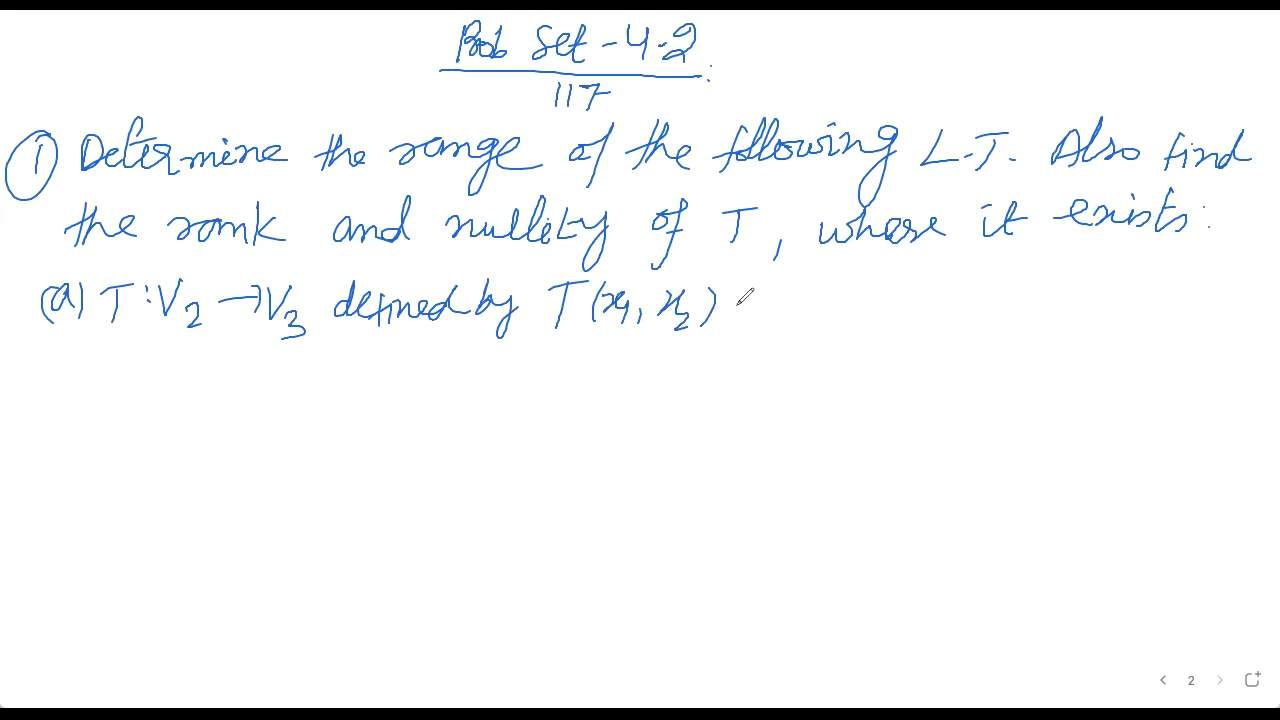 Prob Set - 4.2
117
① Determine the range of the following L.T. Also find
the rank and nullity of T, where it exists.
(a) T : V₂ → V₃ defined by T(x₁, x₂)
2